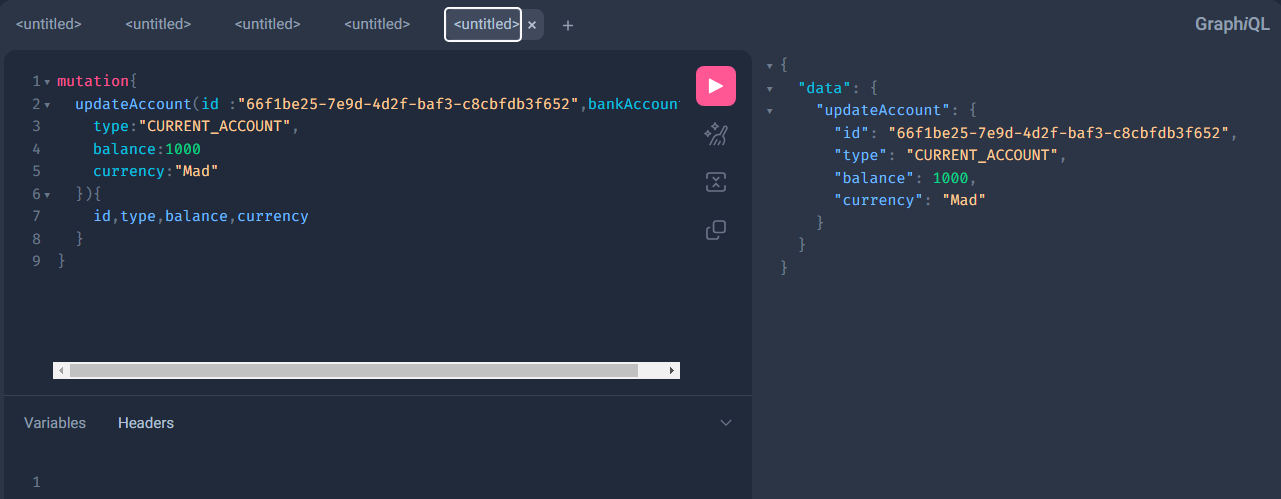 <untitled> <untitled> <untitled> <untitled> <untitled> × + GraphiQL
1 mutation{
2 updateAccount(id :"66f1be25-7e9d-4d2f-baf3-c8cbfdb3f652",bankAccoun
3 type:"CURRENT_ACCOUNT",
4 balance:1000
5 currency:"Mad"
6 }){
7 id,type,balance,currency
8 }
9 }
{
"data": {
"updateAccount": {
"id": "66f1be25-7e9d-4d2f-baf3-c8cbfdb3f652",
"type": "CURRENT_ACCOUNT",
"balance": 1000,
"currency": "Mad"
}
}
}
Variables Headers
1